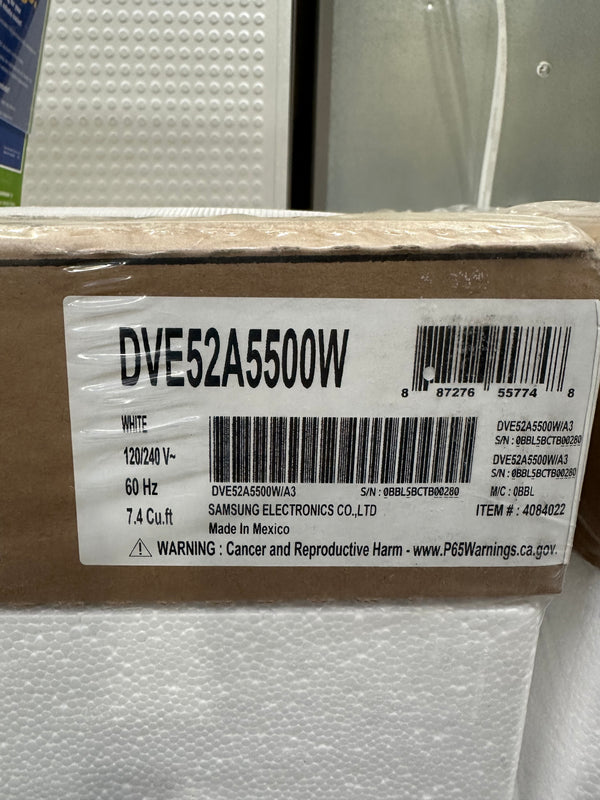 DVE52A5500W
8 87276 55774 8
WHITE
120/240 V~
60 Hz
7.4 Cu.ft
DVE52A5500W/A3 S/N : 0BBL5BCTB00280
SAMSUNG ELECTRONICS CO.,LTD
Made In Mexico
DVE52A5500W/A3
S/N : 0BBL5BCTB00280
DVE52A5500W/A3
S/N : 0BBL5BCTB00280
M/C : 0BBL
ITEM # : 4084022
⚠ WARNING : Cancer and Reproductive Harm - www.P65Warnings.ca.gov.